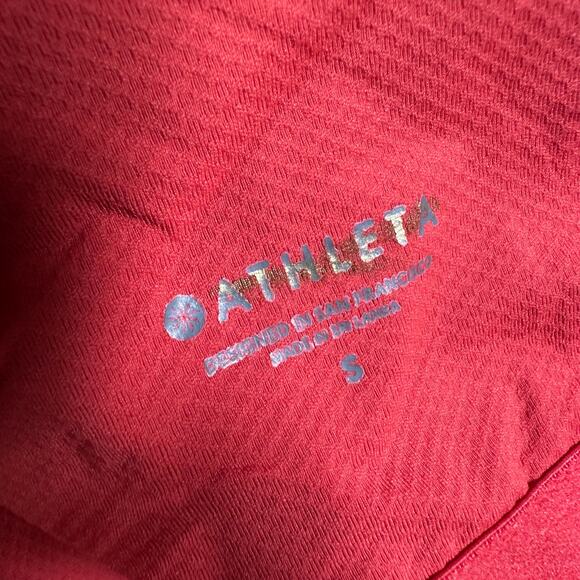 ATHLETA
DESIGNED IN SAN FRANCISCO
MADE IN SRI LANKA
S